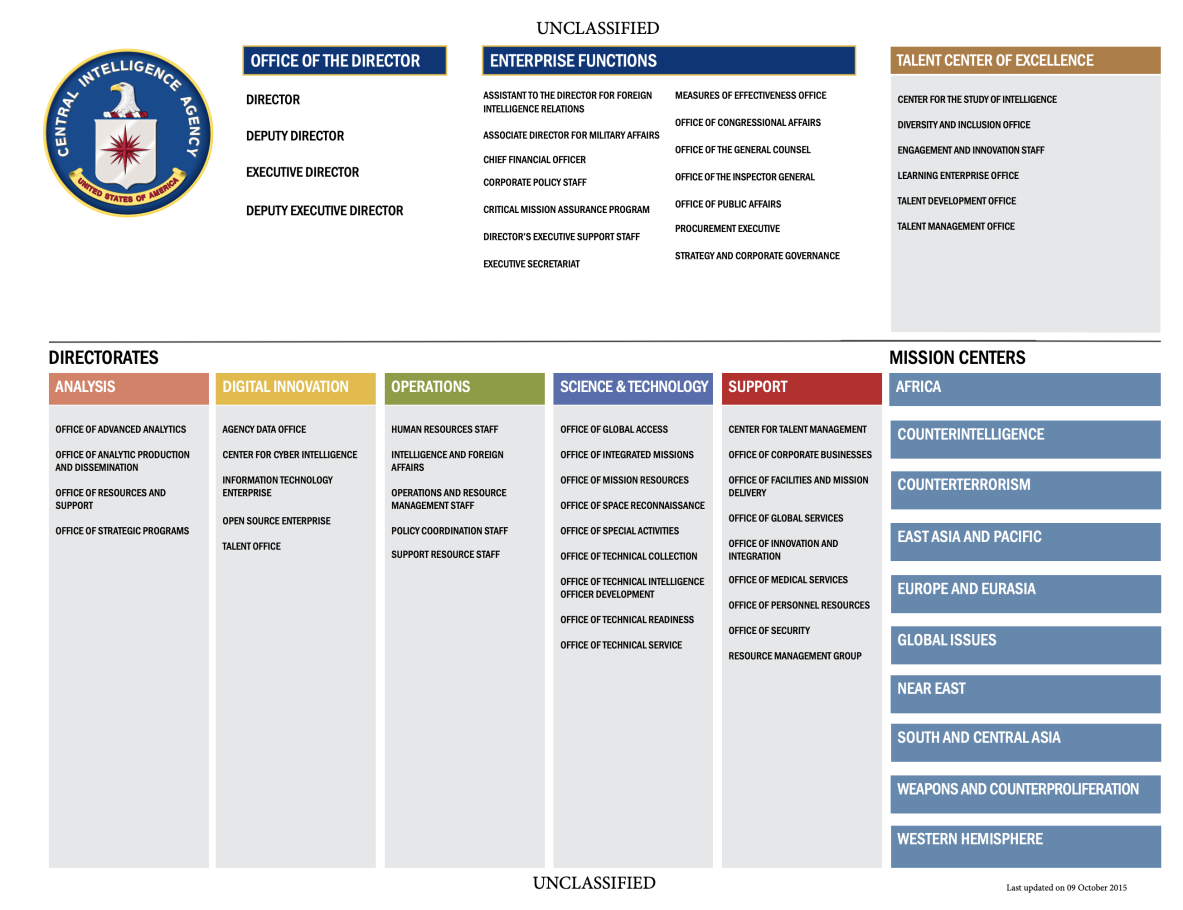 UNCLASSIFIED
CENTRAL INTELLIGENCE AGENCY
UNITED STATES OF AMERICA
OFFICE OF THE DIRECTOR
DIRECTOR
DEPUTY DIRECTOR
EXECUTIVE DIRECTOR
DEPUTY EXECUTIVE DIRECTOR
ENTERPRISE FUNCTIONS
ASSISTANT TO THE DIRECTOR FOR FOREIGN
INTELLIGENCE RELATIONS
ASSOCIATE DIRECTOR FOR MILITARY AFFAIRS
CHIEF FINANCIAL OFFICER
CORPORATE POLICY STAFF
CRITICAL MISSION ASSURANCE PROGRAM
DIRECTOR'S EXECUTIVE SUPPORT STAFF
EXECUTIVE SECRETARIAT
MEASURES OF EFFECTIVENESS OFFICE
OFFICE OF CONGRESSIONAL AFFAIRS
OFFICE OF THE GENERAL COUNSEL
OFFICE OF THE INSPECTOR GENERAL
OFFICE OF PUBLIC AFFAIRS
PROCUREMENT EXECUTIVE
STRATEGY AND CORPORATE GOVERNANCE
TALENT CENTER OF EXCELLENCE
CENTER FOR THE STUDY OF INTELLIGENCE
DIVERSITY AND INCLUSION OFFICE
ENGAGEMENT AND INNOVATION STAFF
LEARNING ENTERPRISE OFFICE
TALENT DEVELOPMENT OFFICE
TALENT MANAGEMENT OFFICE
DIRECTORATES
ANALYSIS
OFFICE OF ADVANCED ANALYTICS
OFFICE OF ANALYTIC PRODUCTION
AND DISSEMINATION
OFFICE OF RESOURCES AND
SUPPORT
OFFICE OF STRATEGIC PROGRAMS
DIGITAL INNOVATION
AGENCY DATA OFFICE
CENTER FOR CYBER INTELLIGENCE
INFORMATION TECHNOLOGY
ENTERPRISE
OPEN SOURCE ENTERPRISE
TALENT OFFICE
OPERATIONS
HUMAN RESOURCES STAFF
INTELLIGENCE AND FOREIGN
AFFAIRS
OPERATIONS AND RESOURCE
MANAGEMENT STAFF
POLICY COORDINATION STAFF
SUPPORT RESOURCE STAFF
SCIENCE & TECHNOLOGY
OFFICE OF GLOBAL ACCESS
OFFICE OF INTEGRATED MISSIONS
OFFICE OF MISSION RESOURCES
OFFICE OF SPACE RECONNAISSANCE
OFFICE OF SPECIAL ACTIVITIES
OFFICE OF TECHNICAL COLLECTION
OFFICE OF TECHNICAL INTELLIGENCE
OFFICER DEVELOPMENT
OFFICE OF TECHNICAL READINESS
OFFICE OF TECHNICAL SERVICE
SUPPORT
CENTER FOR TALENT MANAGEMENT
OFFICE OF CORPORATE BUSINESSES
OFFICE OF FACILITIES AND MISSION
DELIVERY
OFFICE OF GLOBAL SERVICES
OFFICE OF INNOVATION AND
INTEGRATION
OFFICE OF MEDICAL SERVICES
OFFICE OF PERSONNEL RESOURCES
OFFICE OF SECURITY
RESOURCE MANAGEMENT GROUP
MISSION CENTERS
AFRICA
COUNTERINTELLIGENCE
COUNTERTERRORISM
EAST ASIA AND PACIFIC
EUROPE AND EURASIA
GLOBAL ISSUES
NEAR EAST
SOUTH AND CENTRAL ASIA
WEAPONS AND COUNTERPROLIFERATION
WESTERN HEMISPHERE
UNCLASSIFIED
Last updated on 09 October 2015